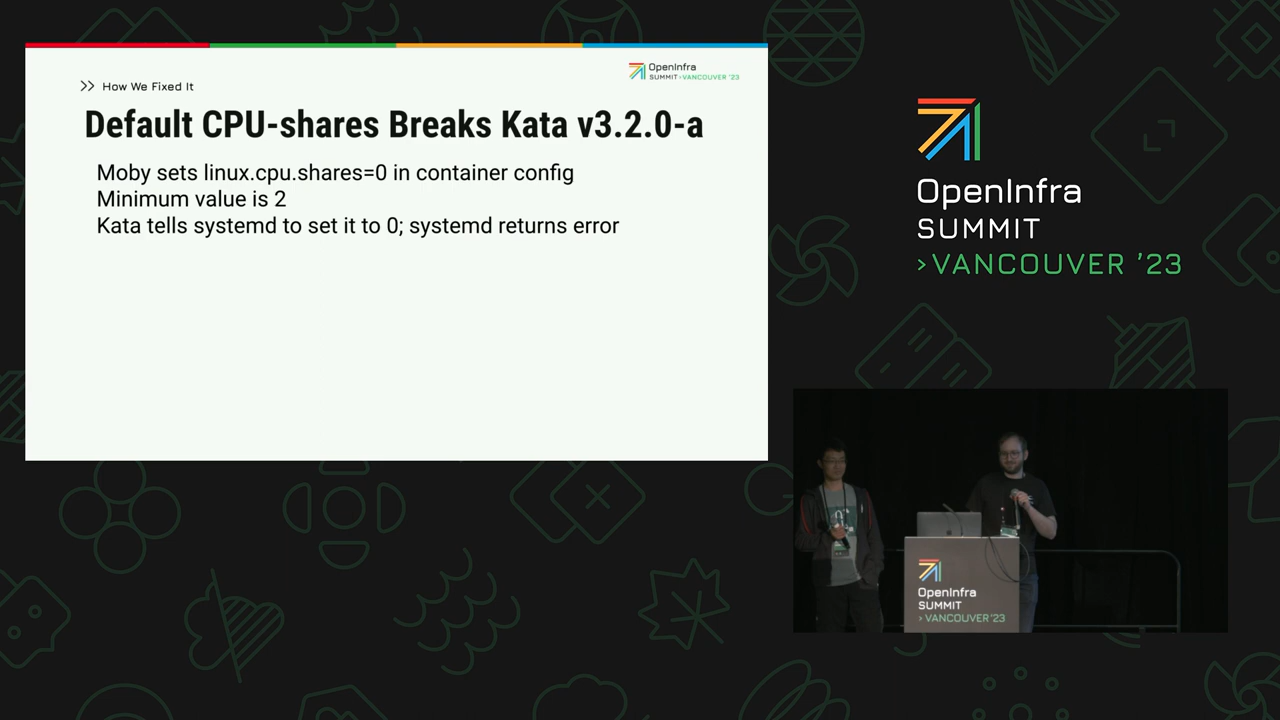 OpenInfra
SUMMIT >VANCOUVER '23
>> How We Fixed It
Default CPU-shares Breaks Kata v3.2.0-a
Moby sets linux.cpu.shares=0 in container config
Minimum value is 2
Kata tells systemd to set it to 0; systemd returns error
OpenInfra
SUMMIT
>VANCOUVER '23
OpenInfra
SUMMIT
>VANCOUVER '23